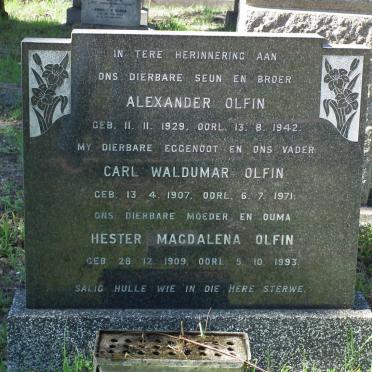 IN TERE HERINNERING AAN
ONS DIERBARE SEUN EN BROER
ALEXANDER OLFIN
GEB. 11. 11. 1929, OORL. 13. 8. 1942.
MY DIERBARE EGGENOOT EN ONS VADER
CARL WALDUMAR OLFIN
GEB. 13. 4. 1907, OORL. 6. 7. 1971.
ONS DIERBARE MOEDER EN OUMA
HESTER MAGDALENA OLFIN
GEB. 28. 12. 1909, OORL. 5. 10. 1993.
SALIG HULLE WIE IN DIE HERE STERWE.